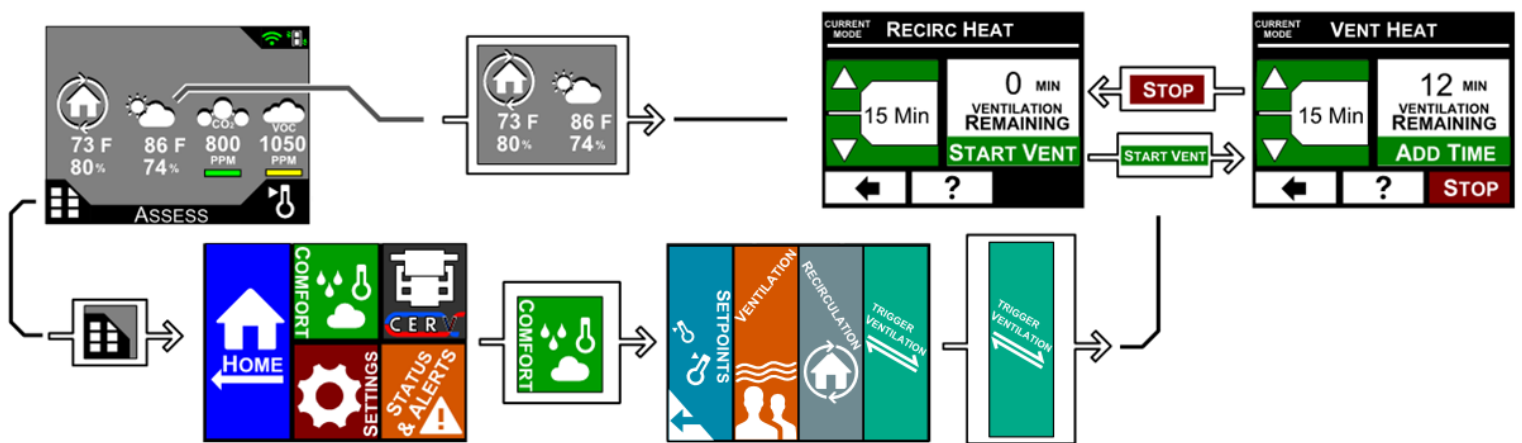 73 F
80%
86 F
74%
CO2
800
PPM
VOC
1050
PPM
ASSESS
73 F
80%
86 F
74%
CURRENT
MODE
RECIRC HEAT
15 Min
0 MIN
VENTILATION
REMAINING
START VENT
?
STOP
START VENT
CURRENT
MODE
VENT HEAT
15 Min
12 MIN
VENTILATION
REMAINING
ADD TIME
?
STOP
HOME
COMFORT
CERV
SETTINGS
STATUS
& ALERTS
COMFORT
SETPOINTS
VENTILATION
RECIRCULATION
TRIGGER
VENTILATION
TRIGGER
VENTILATION